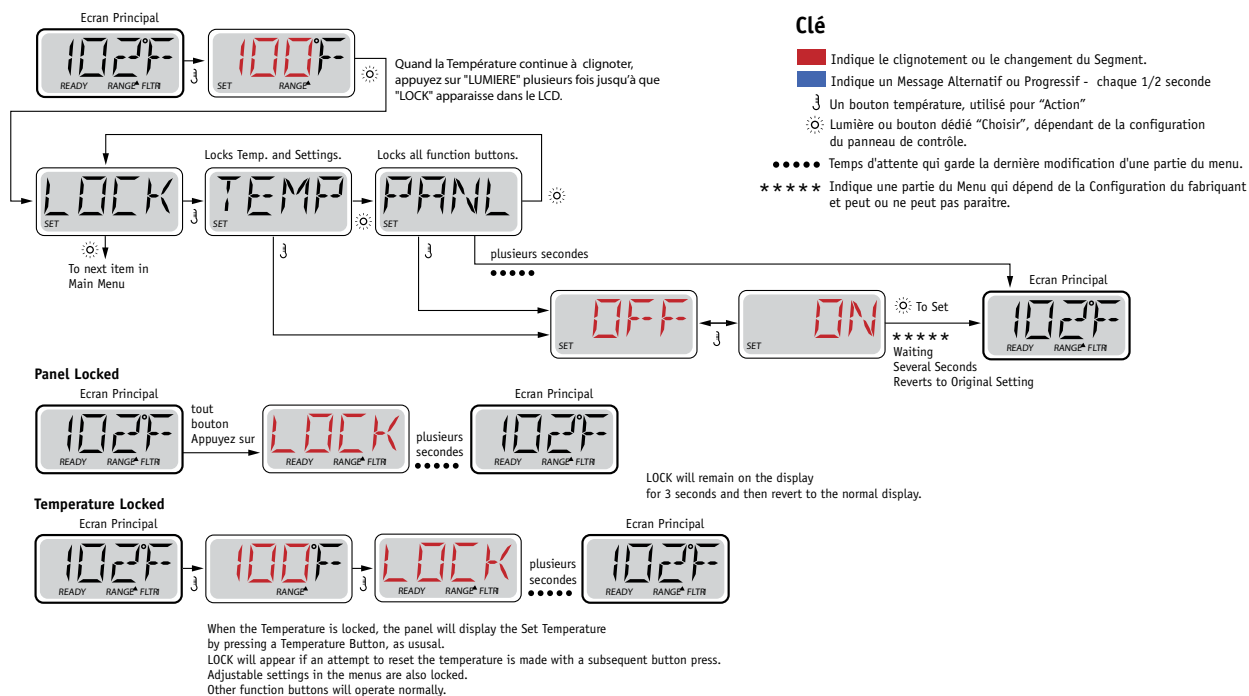 Ecran Principal
102°F
READY RANGE FLTR
100°F
SET RANGE
Quand la Température continue à clignoter,
appuyez sur "LUMIERE" plusieurs fois jusqu'à que
"LOCK" apparaisse dans le LCD.
Clé
Indique le clignotement ou le changement du Segment.
Indique un Message Alternatif ou Progressif - chaque 1/2 seconde
Un bouton température, utilisé pour “Action”
Lumière ou bouton dédié “Choisir”, dépendant de la configuration
du panneau de contrôle.
••••• Temps d'attente qui garde la dernière modification d'une partie du menu.
***** Indique une partie du Menu qui dépend de la Configuration du fabriquant
et peut ou ne peut pas paraitre.
LOCK
SET
Locks Temp. and Settings.
TEMP
Locks all function buttons.
PANL
SET
To next item in
Main Menu
plusieurs secondes
•••••
OFF
SET
ON
SET
To Set
*****
Waiting
Several Seconds
Reverts to Original Setting
Ecran Principal
102°F
READY RANGE FLTR
Panel Locked
Ecran Principal
102°F
READY RANGE FLTR
tout
bouton
Appuyez sur
LOCK
READY RANGE FLTR
plusieurs
secondes
•••••
Ecran Principal
102°F
READY RANGE FLTR
LOCK will remain on the display
for 3 seconds and then revert to the normal display.
Temperature Locked
Ecran Principal
102°F
READY RANGE FLTR
100°F
RANGE
LOCK
READY RANGE FLTR
plusieurs
secondes
•••••
Ecran Principal
102°F
READY RANGE FLTR
When the Temperature is locked, the panel will display the Set Temperature
by pressing a Temperature Button, as ususal.
LOCK will appear if an attempt to reset the temperature is made with a subsequent button press.
Adjustable settings in the menus are also locked.
Other function buttons will operate normally.